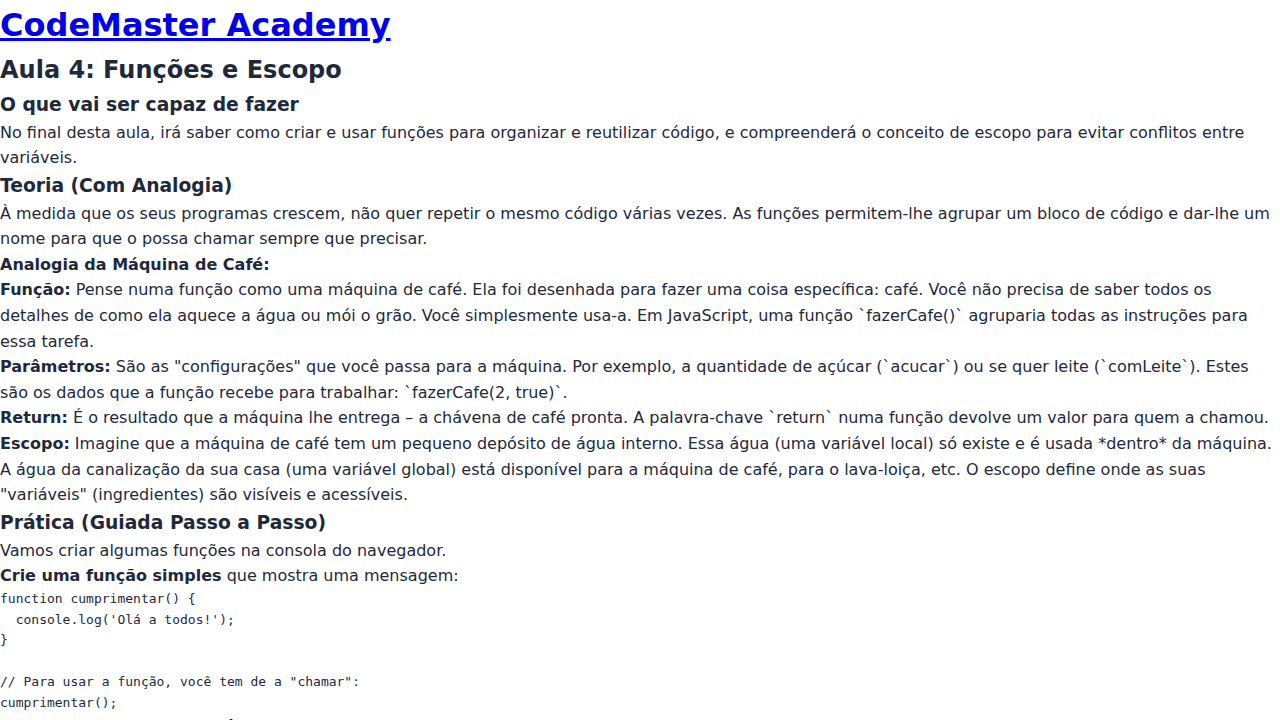 CodeMaster Academy
Aula 4: Funções e Escopo
O que vai ser capaz de fazer
No final desta aula, irá saber como criar e usar funções para organizar e reutilizar código, e compreenderá o conceito de escopo para evitar conflitos entre
variáveis.
Teoria (Com Analogia)
À medida que os seus programas crescem, não quer repetir o mesmo código várias vezes. As funções permitem-lhe agrupar um bloco de código e dar-lhe um
nome para que o possa chamar sempre que precisar.
Analogia da Máquina de Café:
Função: Pense numa função como uma máquina de café. Ela foi desenhada para fazer uma coisa específica: café. Você não precisa de saber todos os
detalhes de como ela aquece a água ou mói o grão. Você simplesmente usa-a. Em JavaScript, uma função `fazerCafe()` agruparia todas as instruções para
essa tarefa.
Parâmetros: São as "configurações" que você passa para a máquina. Por exemplo, a quantidade de açúcar (`acucar`) ou se quer leite (`comLeite`). Estes
são os dados que a função recebe para trabalhar: `fazerCafe(2, true)`.
Return: É o resultado que a máquina lhe entrega – a chávena de café pronta. A palavra-chave `return` numa função devolve um valor para quem a chamou.
Escopo: Imagine que a máquina de café tem um pequeno depósito de água interno. Essa água (uma variável local) só existe e é usada *dentro* da máquina.
A água da canalização da sua casa (uma variável global) está disponível para a máquina de café, para o lava-loiça, etc. O escopo define onde as suas
"variáveis" (ingredientes) são visíveis e acessíveis.
Prática (Guiada Passo a Passo)
Vamos criar algumas funções na consola do navegador.
Crie uma função simples que mostra uma mensagem:
function cumprimentar() {
  console.log('Olá a todos!');
}
// Para usar a função, você tem de a "chamar":
cumprimentar();